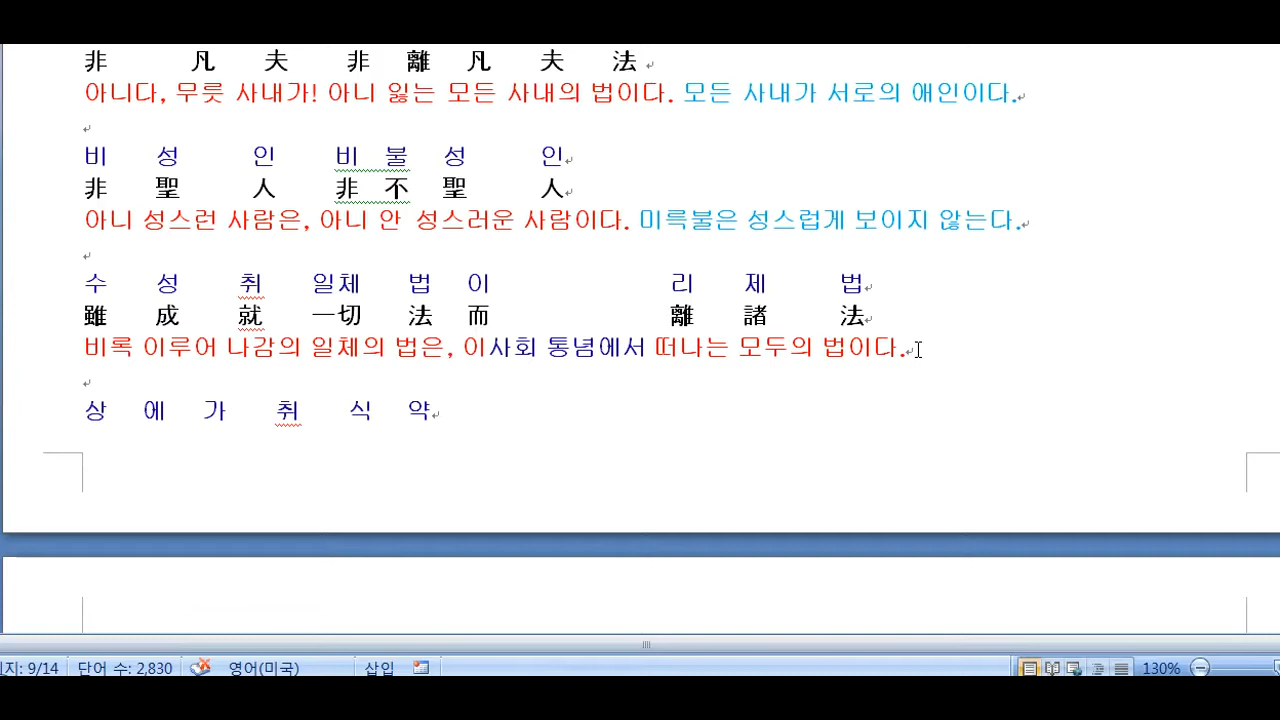 非 凡 夫 非 離 凡 夫 法
아니다, 무릇 사내가! 아니 잃는 모든 사내의 법이다. 모든 사내가 서로의 애인이다.
비 성 인 비 불 성 인
非 聖 人 非 不 聖 人
아니 성스런 사람은, 아니 안 성스러운 사람이다. 미륵불은 성스럽게 보이지 않는다.
수 성 취 일체 법 이 리 제 법
雖 成 就 一切 法 而 離 諸 法
비록 이루어 나감의 일체의 법은, 이사회 통념에서 떠나는 모두의 법이다.
상 에 가 취 식 약
지: 9/14 단어 수: 2,830 영어(미국) 삽입 130%